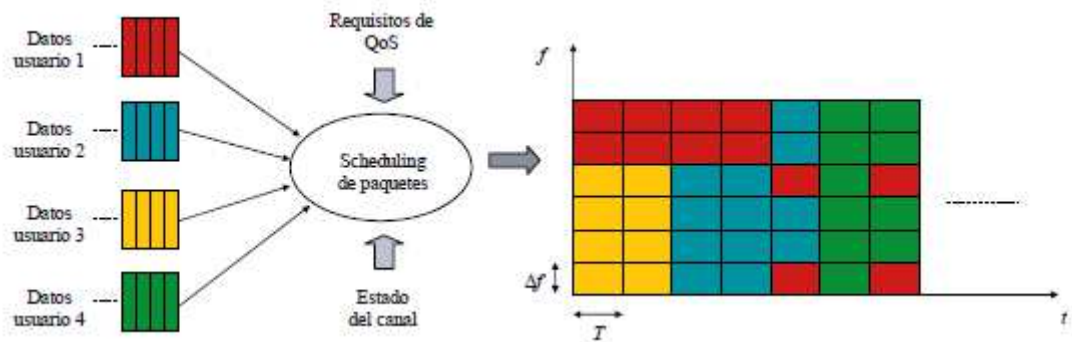 Datos
usuario 1
Datos
usuario 2
Datos
usuario 3
Datos
usuario 4
Requisitos de
QoS
Scheduling
de paquetes
Estado
del canal
f
Δf
T
t